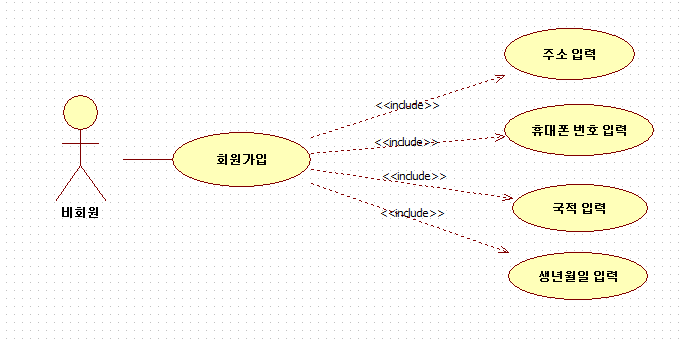 주소 입력
<<include>>
휴대폰 번호 입력
<<include>>
회원가입
<<include>>
국적 입력
비회원
<<include>>
생년월일 입력